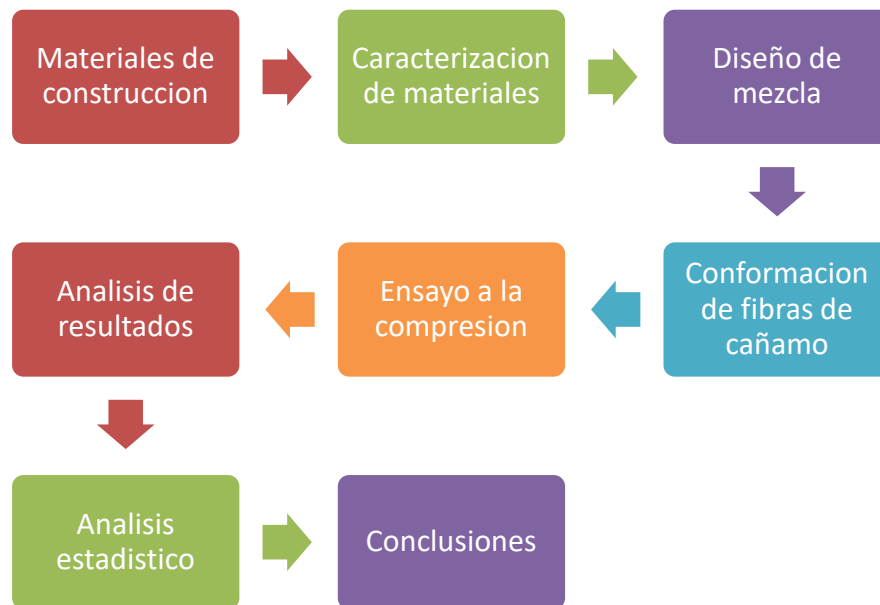 Materiales de
construccion
Caracterizacion
de materiales
Diseño de
mezcla
Conformacion
de fibras de
cañamo
Ensayo a la
compresion
Analisis de
resultados
Analisis
estadistico
Conclusiones